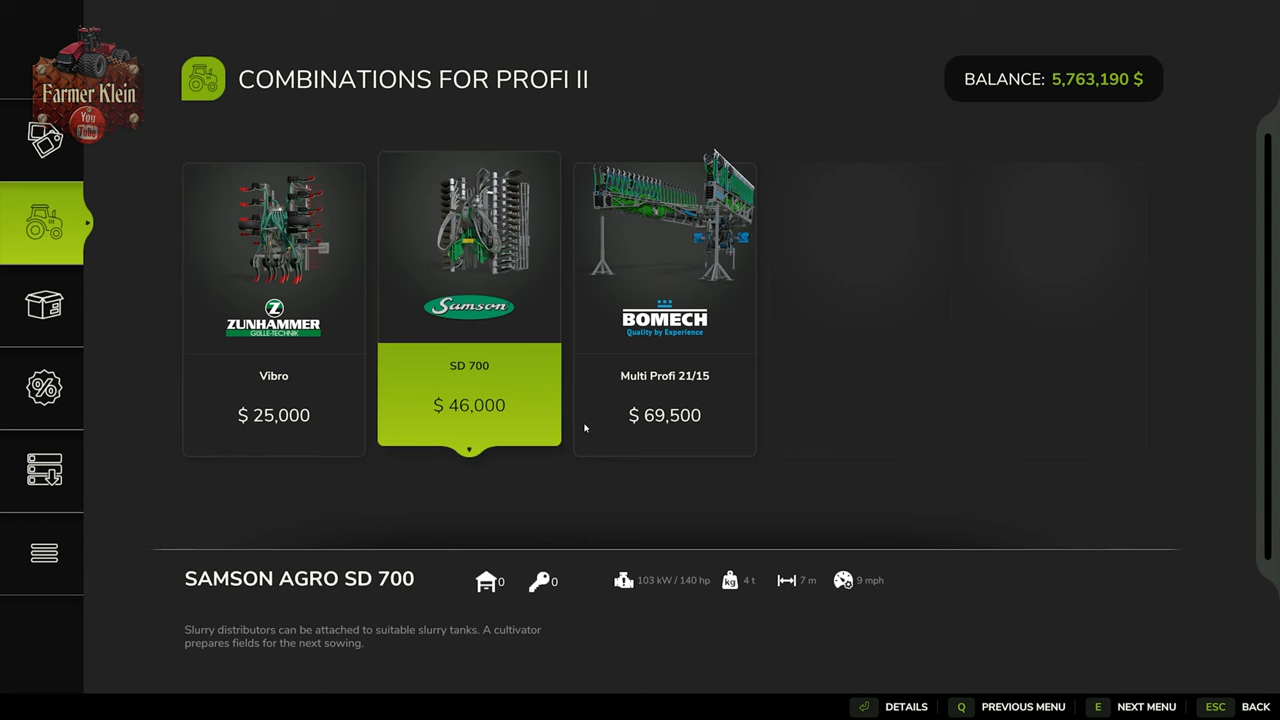 Farmer Klein
You
Tube
COMBINATIONS FOR PROFI II
BALANCE: 5,763,190 $
Z
ZUNHAMMER
GÜLLE-TECHNIK
Vibro
$ 25,000
Samson
SD 700
$ 46,000
BOMECH
Quality by Experience
Multi Profi 21/15
$ 69,500
SAMSON AGRO SD 700
0
0
103 kW / 140 hp
kg 4 t
7 m
9 mph
Slurry distributors can be attached to suitable slurry tanks. A cultivator
prepares fields for the next sowing.
DETAILS
Q PREVIOUS MENU
E NEXT MENU
ESC BACK